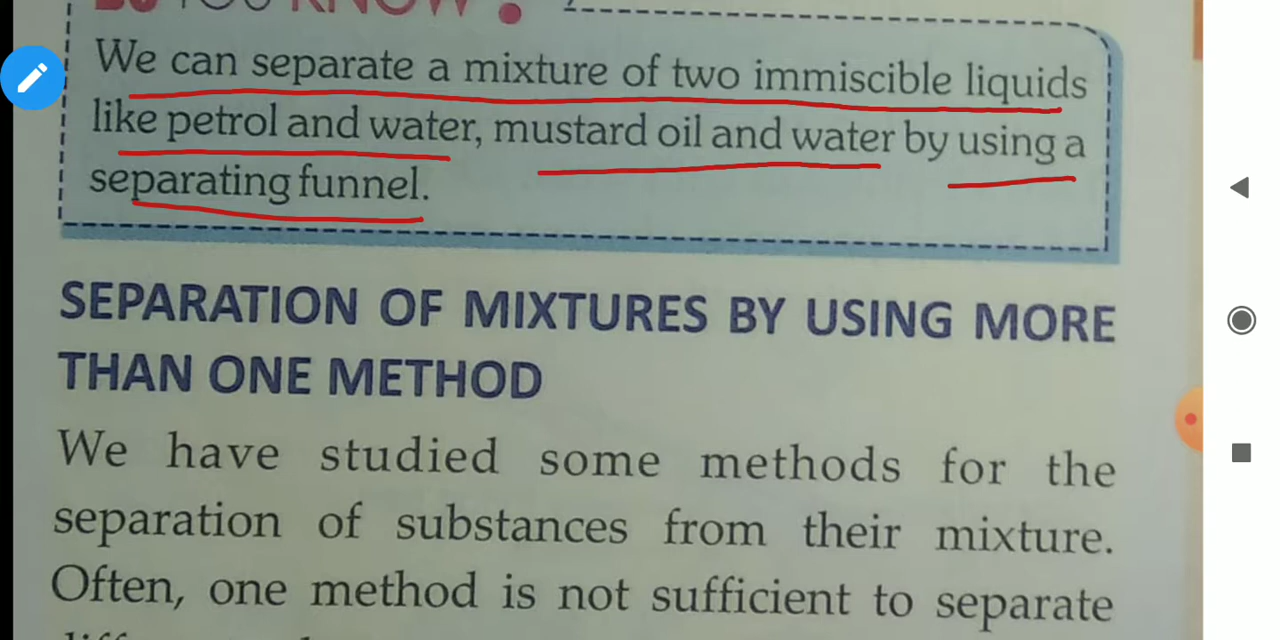 YOU KNOW ?
We can separate a mixture of two immiscible liquids
like petrol and water, mustard oil and water by using a
separating funnel.
SEPARATION OF MIXTURES BY USING MORE
THAN ONE METHOD
We have studied some methods for the
separation of substances from their mixture.
Often, one method is not sufficient to separate